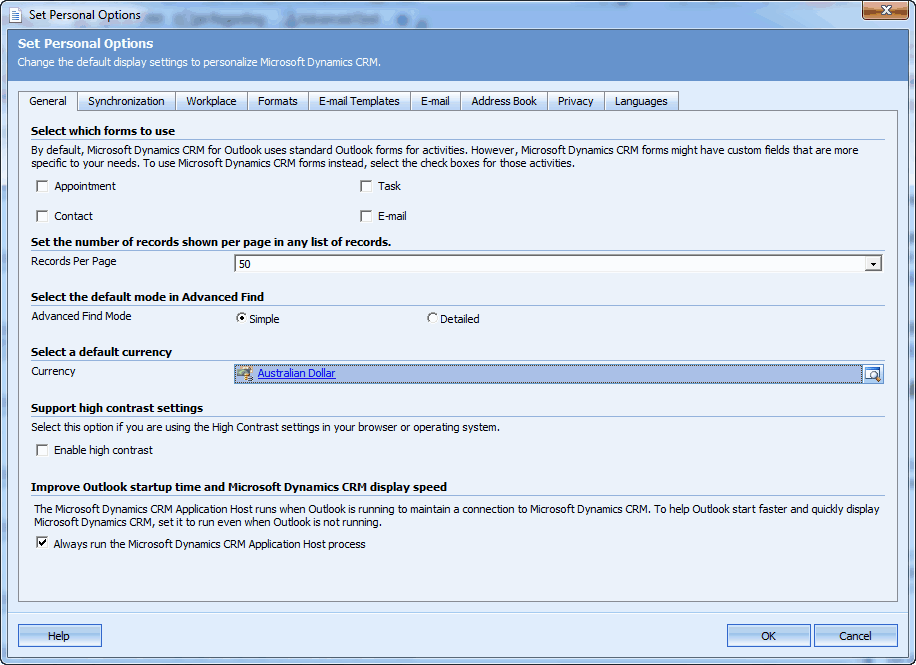 Set Personal Options
Set Personal Options
Change the default display settings to personalize Microsoft Dynamics CRM.
General Synchronization Workplace Formats E-mail Templates E-mail Address Book Privacy Languages
Select which forms to use
By default, Microsoft Dynamics CRM for Outlook uses standard Outlook forms for activities. However, Microsoft Dynamics CRM forms might have custom fields that are more
specific to your needs. To use Microsoft Dynamics CRM forms instead, select the check boxes for those activities.
Appointment Task
Contact E-mail
Set the number of records shown per page in any list of records.
Records Per Page 50
Select the default mode in Advanced Find
Advanced Find Mode Simple Detailed
Select a default currency
Currency Australian Dollar
Support high contrast settings
Select this option if you are using the High Contrast settings in your browser or operating system.
Enable high contrast
Improve Outlook startup time and Microsoft Dynamics CRM display speed
The Microsoft Dynamics CRM Application Host runs when Outlook is running to maintain a connection to Microsoft Dynamics CRM. To help Outlook start faster and quickly display
Microsoft Dynamics CRM, set it to run even when Outlook is not running.
Always run the Microsoft Dynamics CRM Application Host process
Help OK Cancel